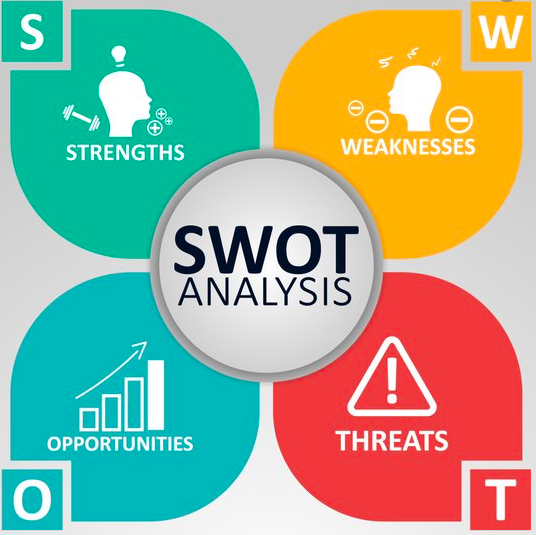 S
W
STRENGTHS
WEAKNESSES
SWOT
ANALYSIS
OPPORTUNITIES
THREATS
O
T